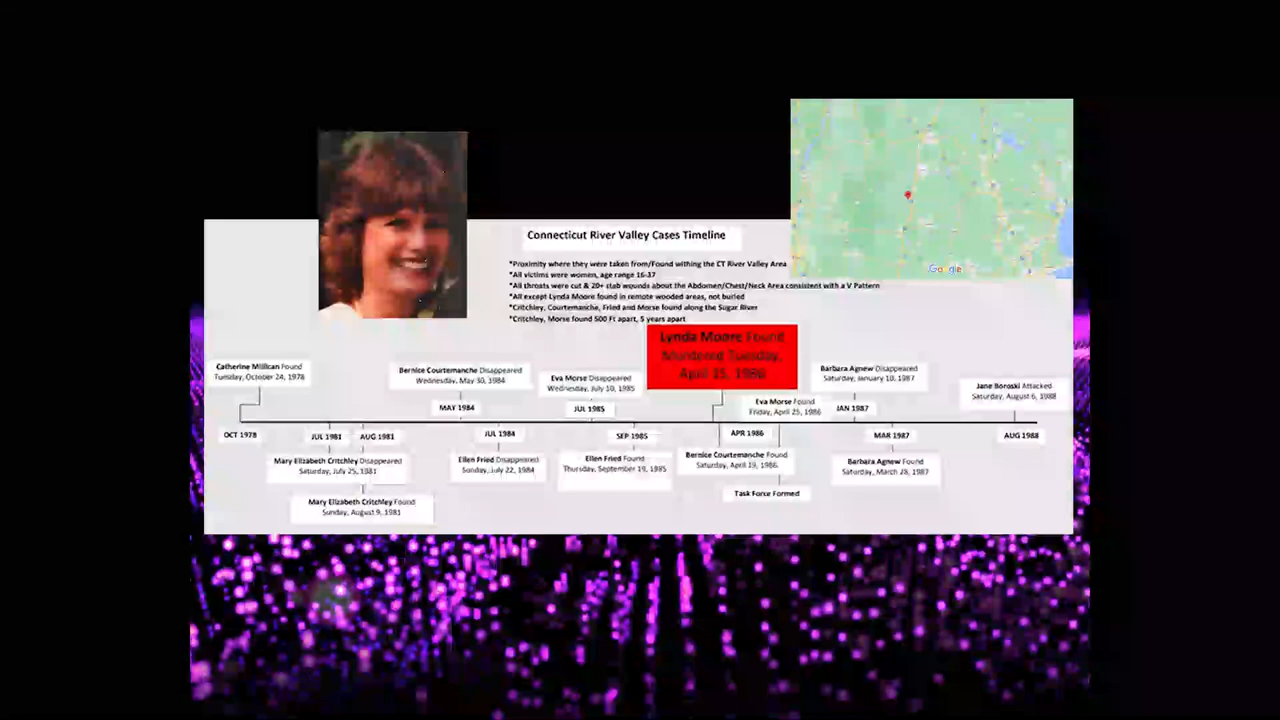 Connecticut River Valley Cases Timeline
*Proximity where they were taken from/Found withing the CT River Valley Area
*All victims were women, age range 16-37
*All throats were cut & 20+ stab wounds about the Abdomen/Chest/Neck Area consistent with a V Pattern
*All except Lynda Moore found in remote wooded areas, not buried
*Critchley, Courtemanche, Fried and Morse found along the Sugar River
*Critchley, Morse found 500 Ft apart, 5 years apart
Google
Lynda Moore Found
Murdered Tuesday,
April 15, 1986
Catherine Millican Found
Tuesday, October 24, 1978
Bernice Courtemanche Disappeared
Wednesday, May 30, 1984
Eva Morse Disappeared
Wednesday, July 10, 1985
Barbara Agnew Disappeared
Saturday, January 10, 1987
Jane Boroski Attacked
Saturday, August 6, 1988
MAY 1984
JUL 1985
Eva Morse Found
Friday, April 25, 1986
JAN 1987
OCT 1978
JUL 1981
AUG 1981
JUL 1984
SEP 1985
APR 1986
MAR 1987
AUG 1988
Mary Elizabeth Critchley Disappeared
Saturday, July 25, 1981
Ellen Fried Disappeared
Sunday, July 22, 1984
Ellen Fried Found
Thursday, September 19, 1985
Bernice Courtemanche Found
Saturday, April 19, 1986
Barbara Agnew Found
Saturday, March 28, 1987
Task Force Formed
Mary Elizabeth Critchley Found
Sunday, August 9, 1981